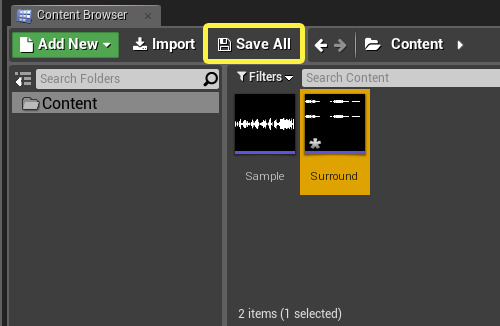 Content Browser
Add New Import Save All Content
Search Folders
Filters Search Content
Content
Sample Surround
2 items (1 selected)